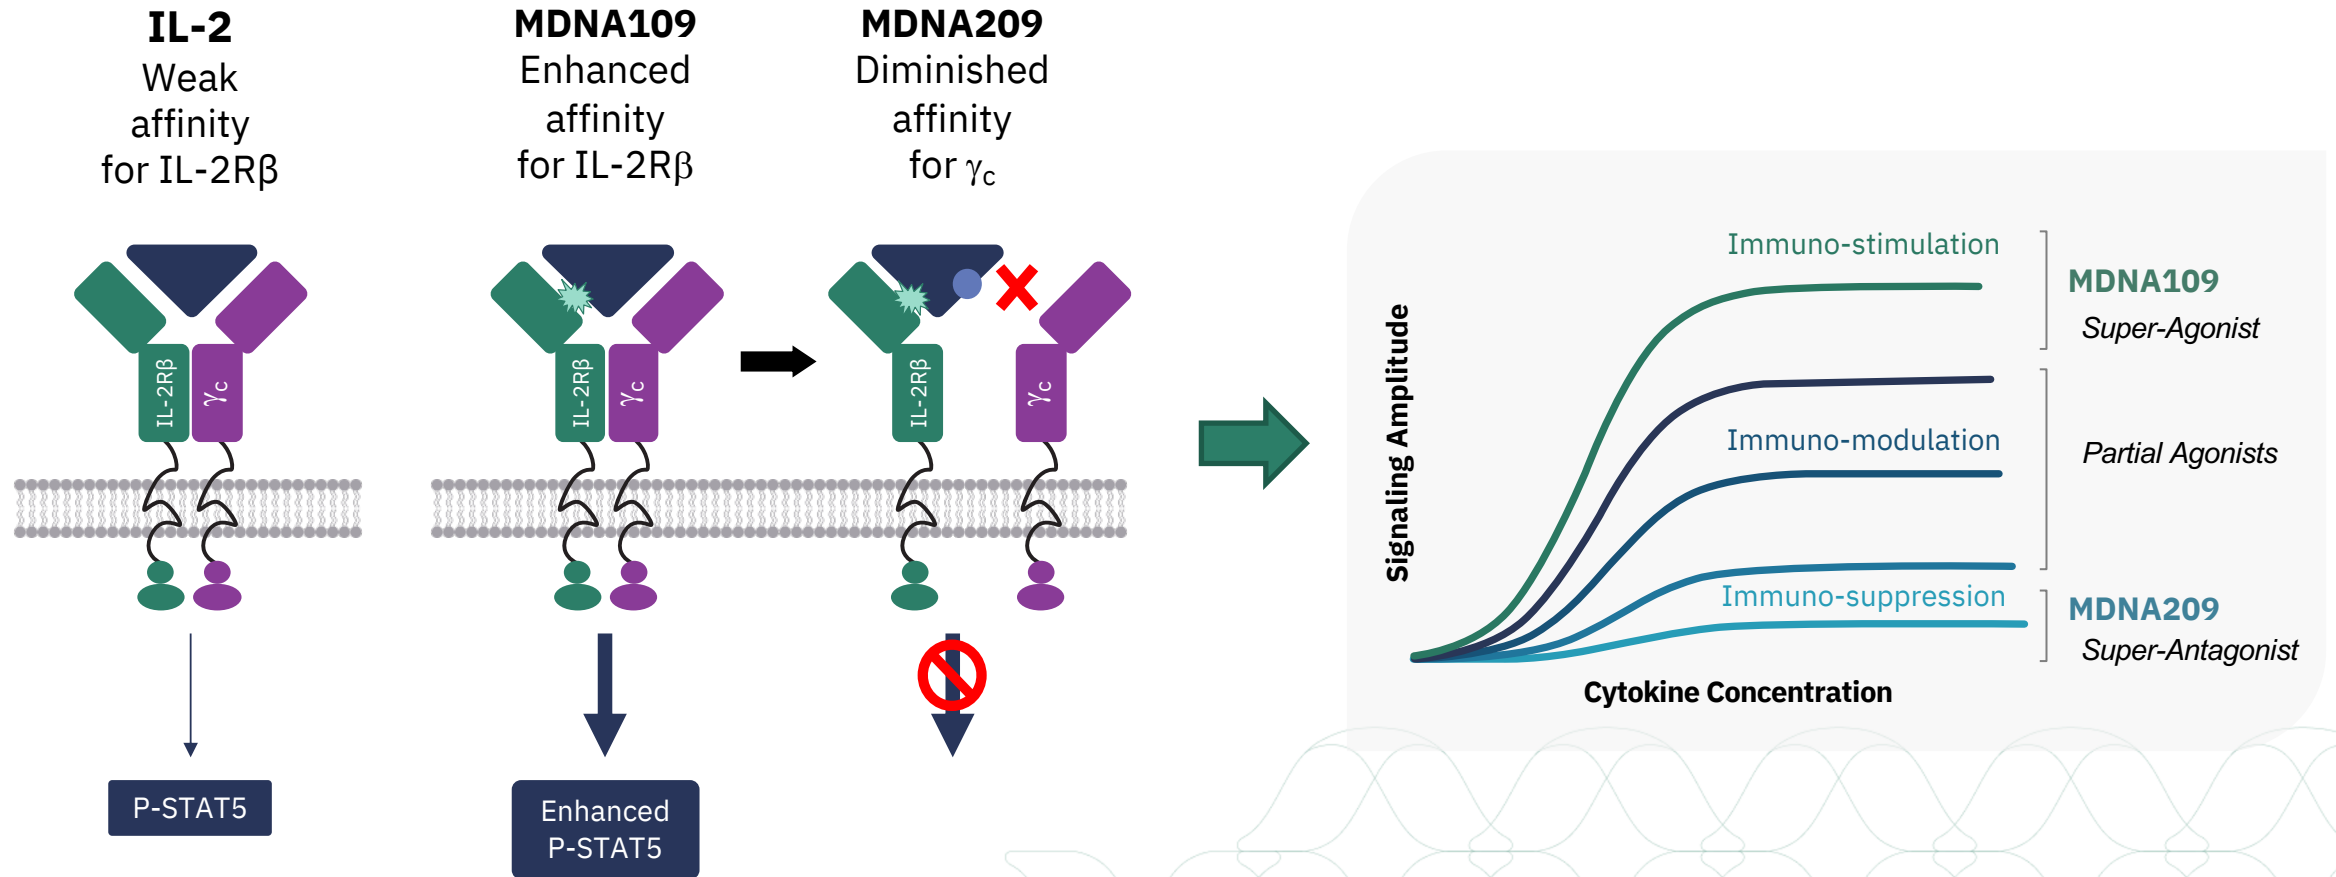 IL-2
Weak
affinity
for IL-2Rβ
MDNA109
Enhanced
affinity
for IL-2Rβ
MDNA209
Diminished
affinity
for γc
IL-2Rβ
γc
IL-2Rβ
γc
IL-2Rβ
γc
P-STAT5
Enhanced
P-STAT5
Signaling Amplitude
Immuno-stimulation
Immuno-modulation
Immuno-suppression
Cytokine Concentration
MDNA109
Super-Agonist
Partial Agonists
MDNA209
Super-Antagonist